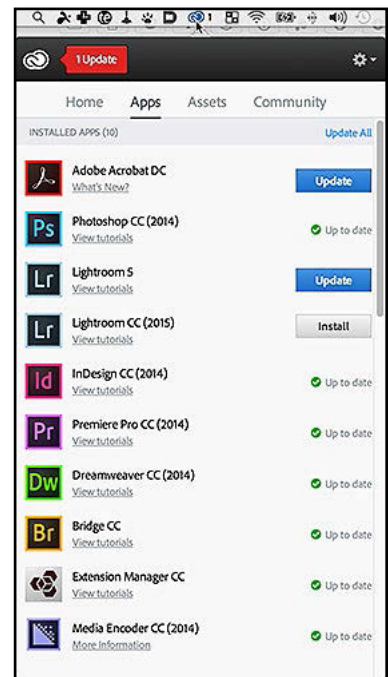 1
1 Update
Home Apps Assets Community
INSTALLED APPS (10) Update All
Adobe Acrobat DC
What's New?
Update
Ps
Photoshop CC (2014)
View tutorials
Up to date
Lr
Lightroom 5
View tutorials
Update
Lr
Lightroom CC (2015)
View tutorials
Install
Id
InDesign CC (2014)
View tutorials
Up to date
Pr
Premiere Pro CC (2014)
View tutorials
Up to date
Dw
Dreamweaver CC (2014)
View tutorials
Up to date
Br
Bridge CC
View tutorials
Up to date
Extension Manager CC
View tutorials
Up to date
Media Encoder CC (2014)
More Information
Up to date